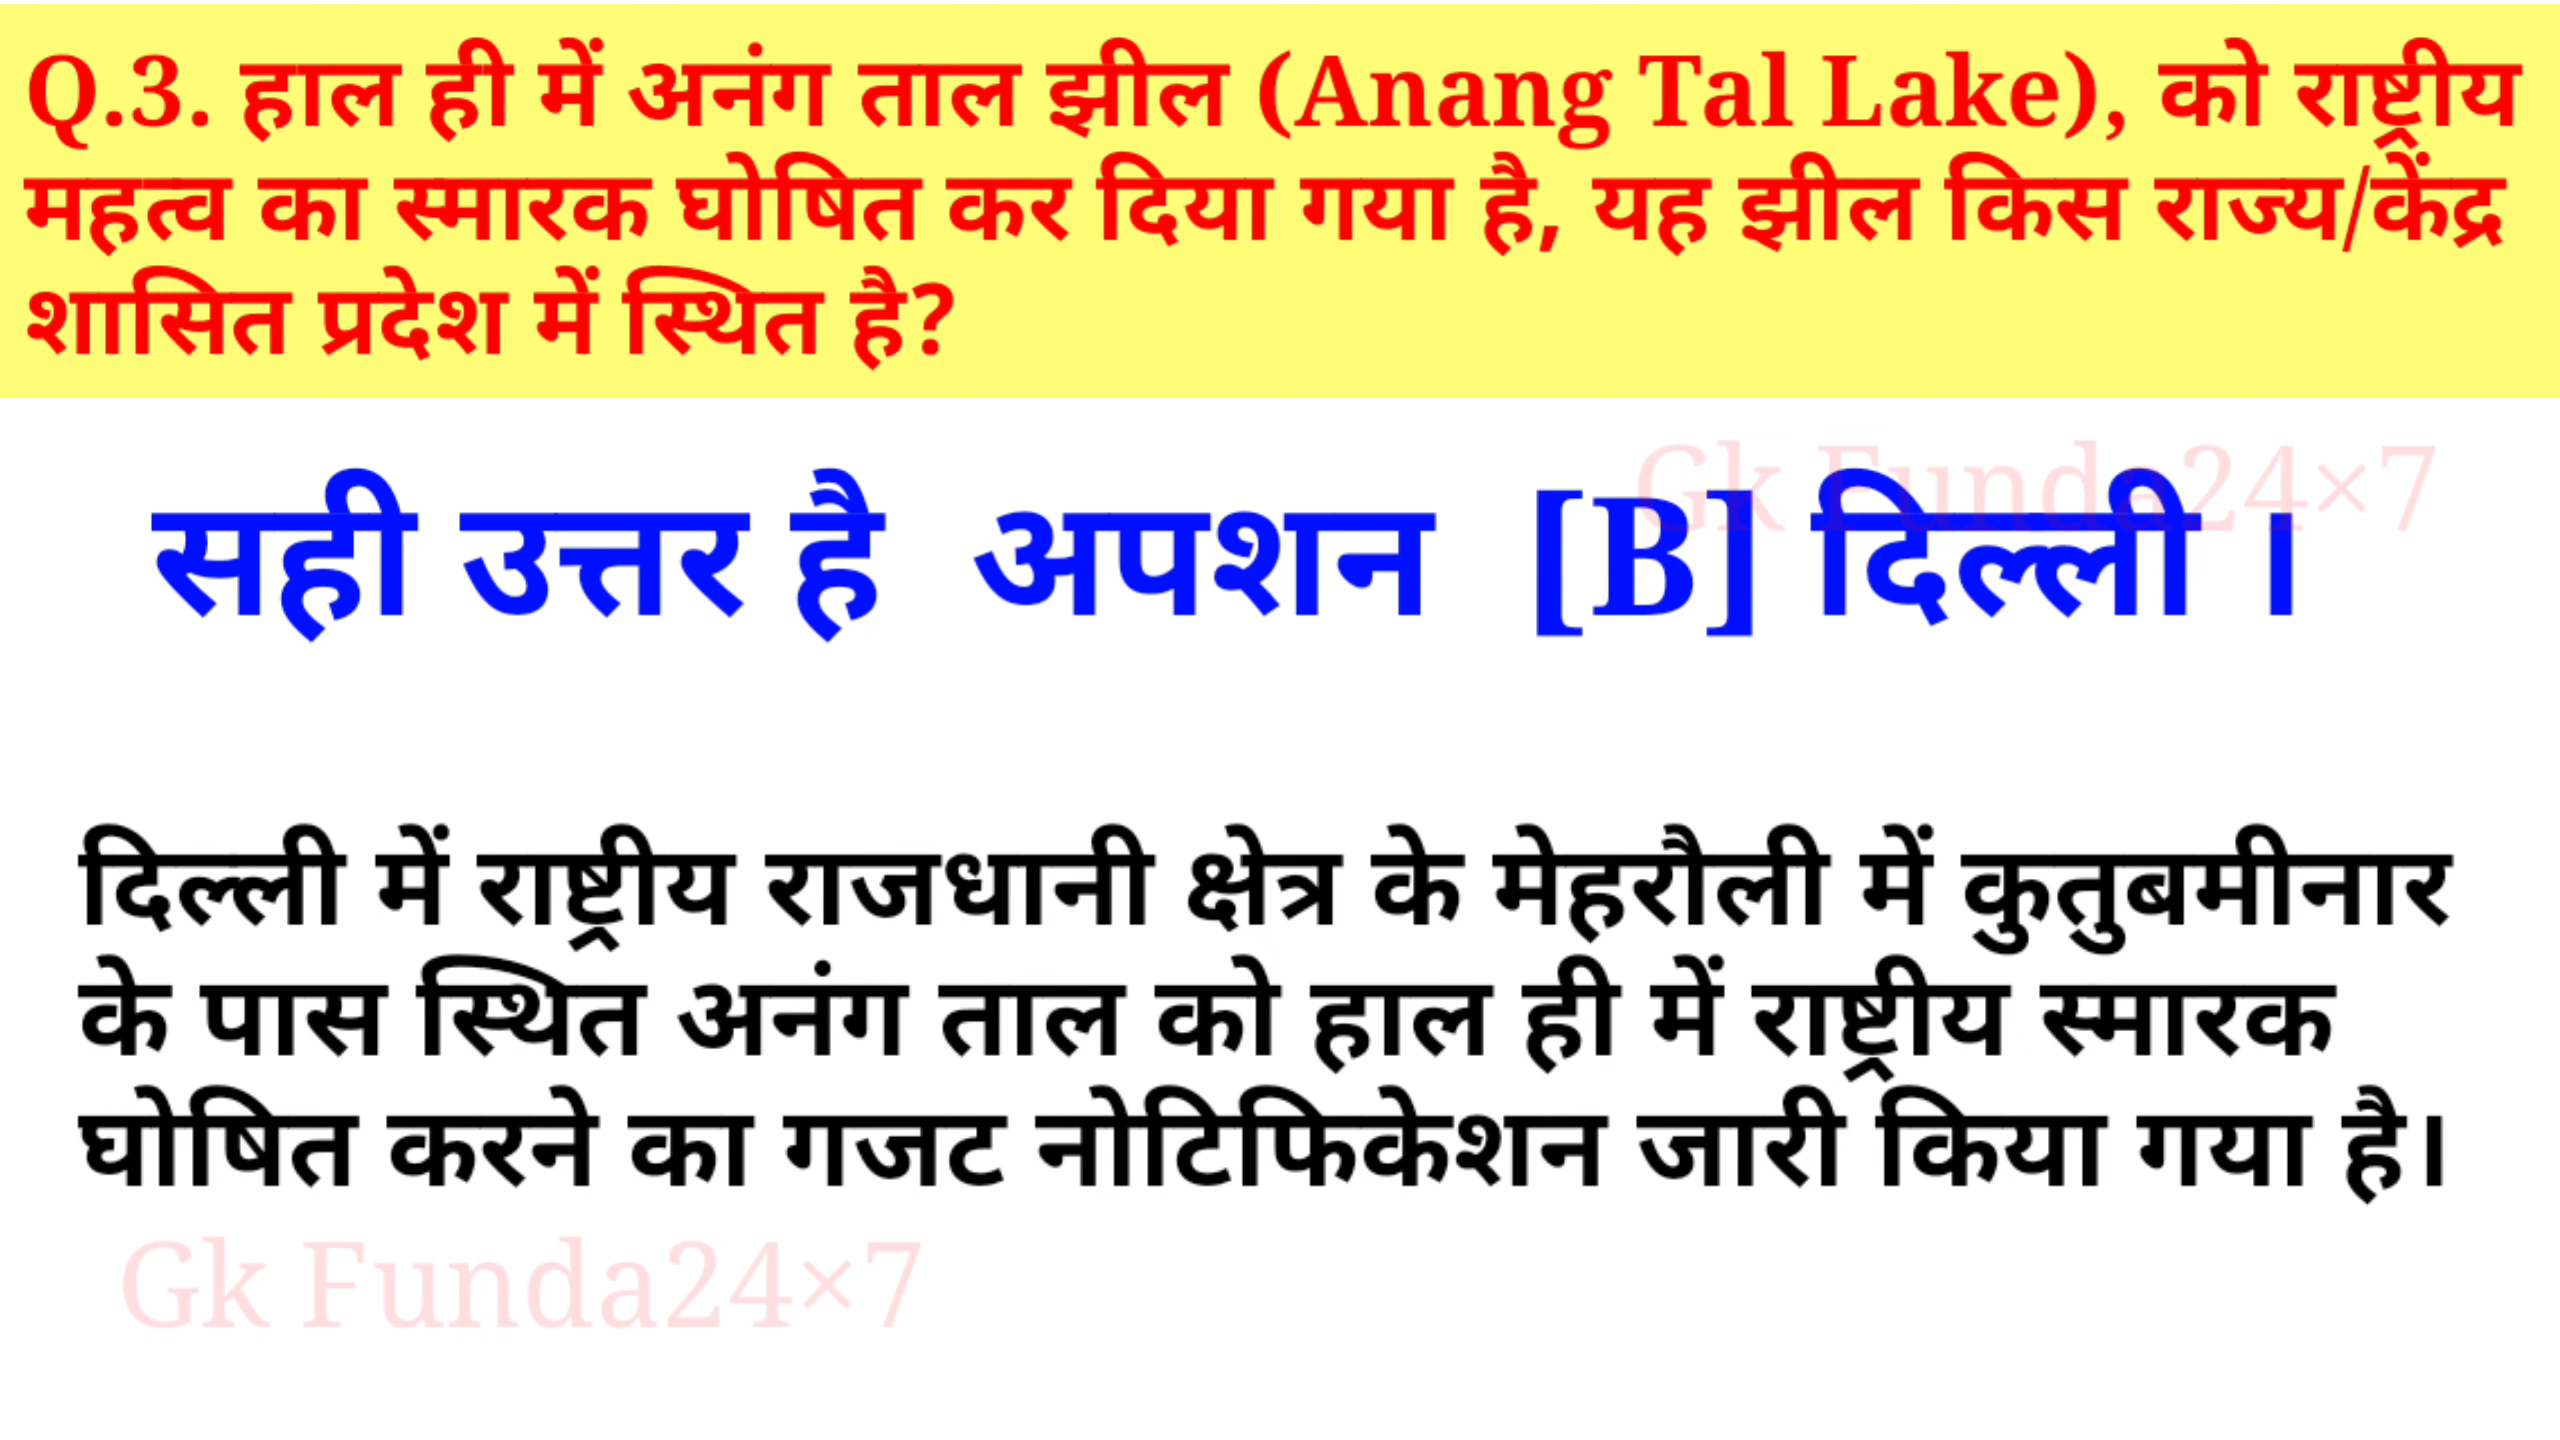 Q.3. हाल ही में अनंग ताल झील (Anang Tal Lake), को राष्ट्रीय
महत्व का स्मारक घोषित कर दिया गया है, यह झील किस राज्य/केंद्र
शासित प्रदेश में स्थित है?
Gk Funda24×7
सही उत्तर है अपशन [B] दिल्ली ।
दिल्ली में राष्ट्रीय राजधानी क्षेत्र के मेहरौली में कुतुबमीनार
के पास स्थित अनंग ताल को हाल ही में राष्ट्रीय स्मारक
घोषित करने का गजट नोटिफिकेशन जारी किया गया है।
Gk Funda24×7